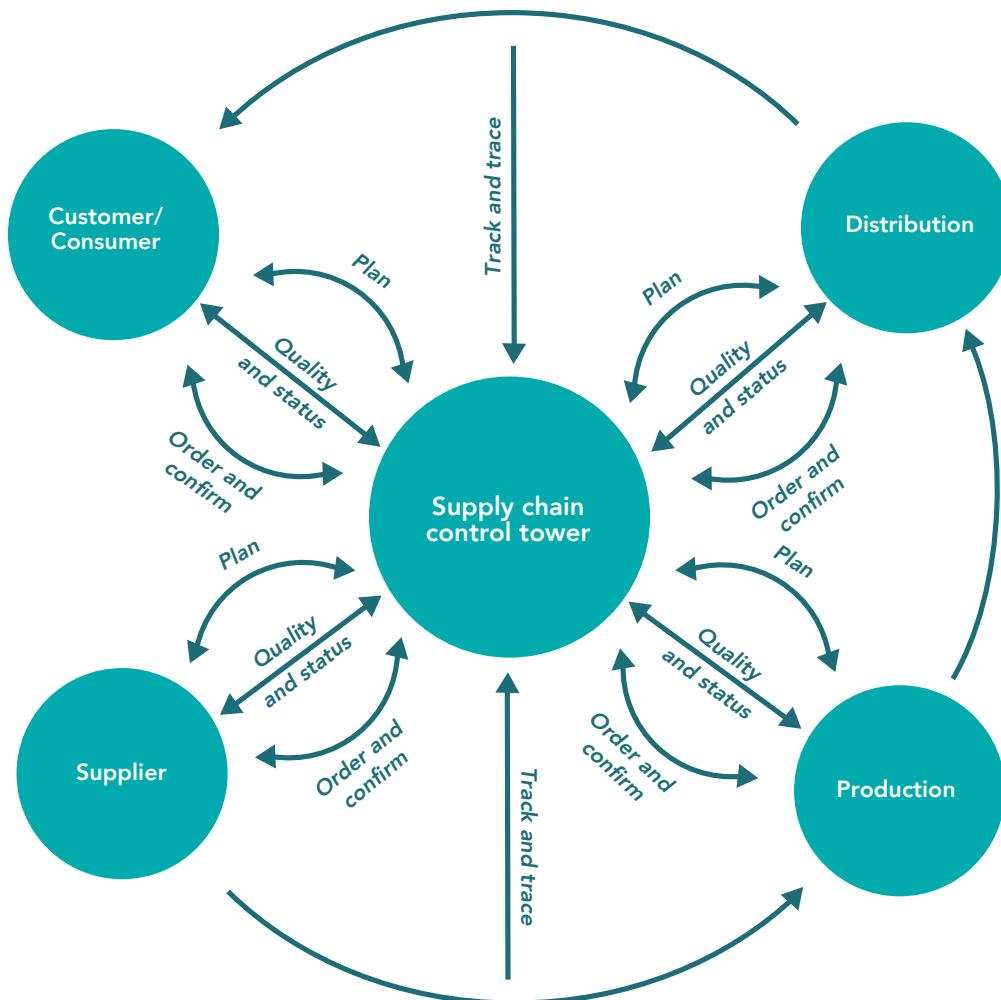 Track and trace
Customer/
Consumer
Distribution
Plan
Quality
and status
Order and
confirm
Plan
Quality
and status
Order and
confirm
Supply chain
control tower
Plan
Quality
and status
Order and
confirm
Supplier
Plan
Quality
and status
Order and
confirm
Production
Track and trace